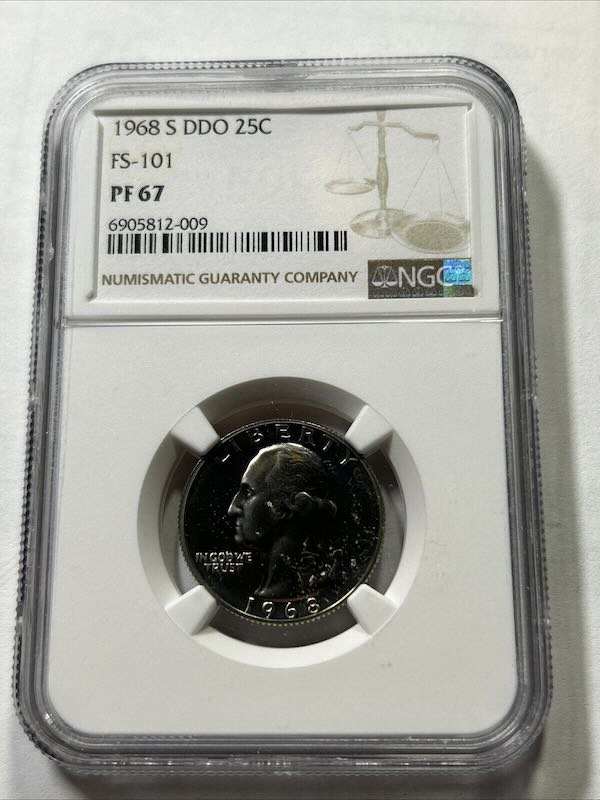 1968 S DDO 25C
FS-101
PF 67
6905812-009
NUMISMATIC GUARANTY COMPANY
NGC
LIBERTY
IN GOD WE
TRUST
S
1968